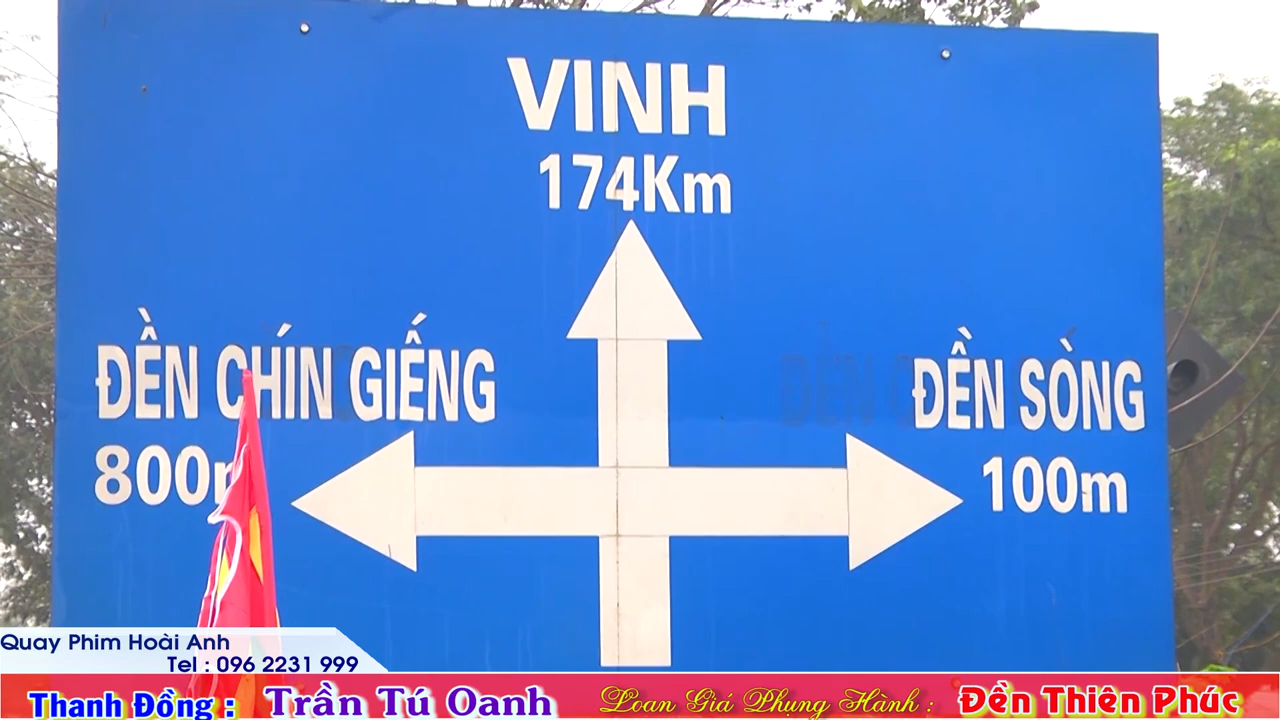 VINH
174Km
ĐỀN CHÍN GIẾNG
800m
ĐỀN SÒNG
100m
Quay Phim Hoài Anh
Tel : 096 2231 999
Thanh Đồng : Trần Tú Oanh Loan Giá Phụng Hành : Đền Thiên Phúc